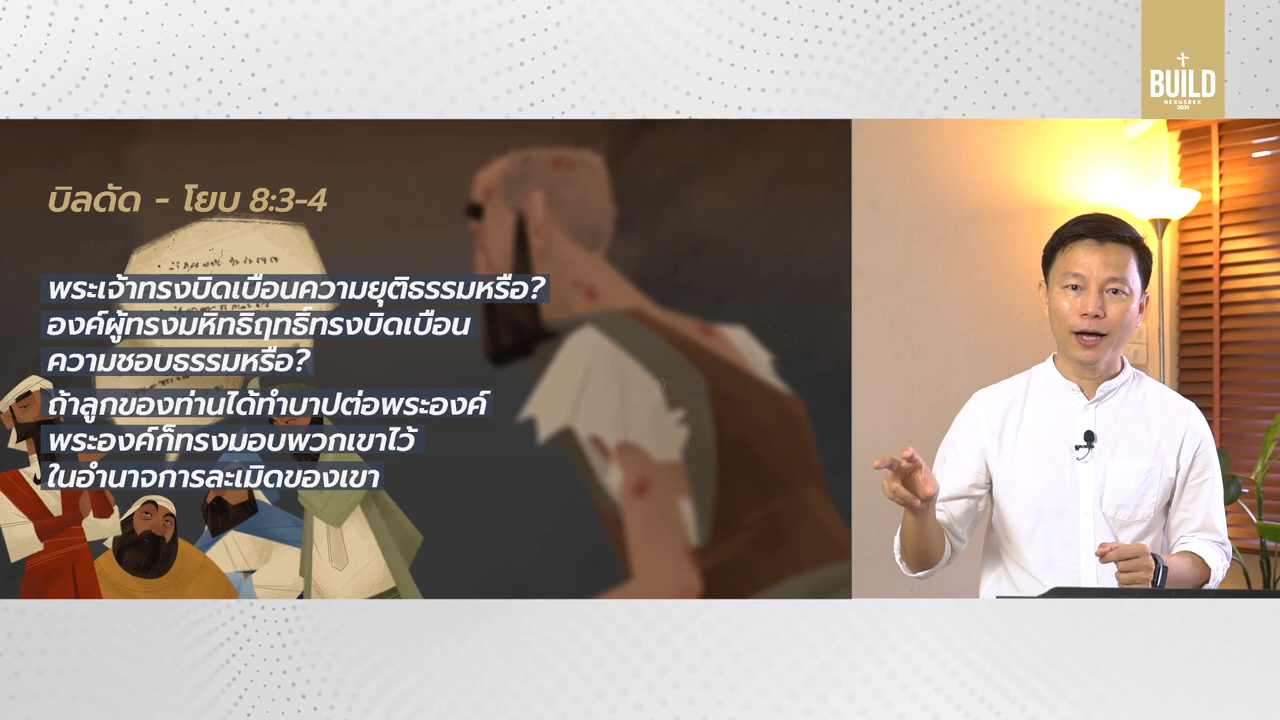 BUILD
NEXUSBKK
2021
บิลดัด - โยบ 8:3-4
พระเจ้าทรงบิดเบือนความยุติธรรมหรือ?
องค์ผู้ทรงมหิทธิฤทธิ์ทรงบิดเบือน
ความชอบธรรมหรือ?
ถ้าลูกของท่านได้ทำบาปต่อพระองค์
พระองค์ก็ทรงมอบพวกเขาไว้
ในอำนาจการละเมิดของเขา